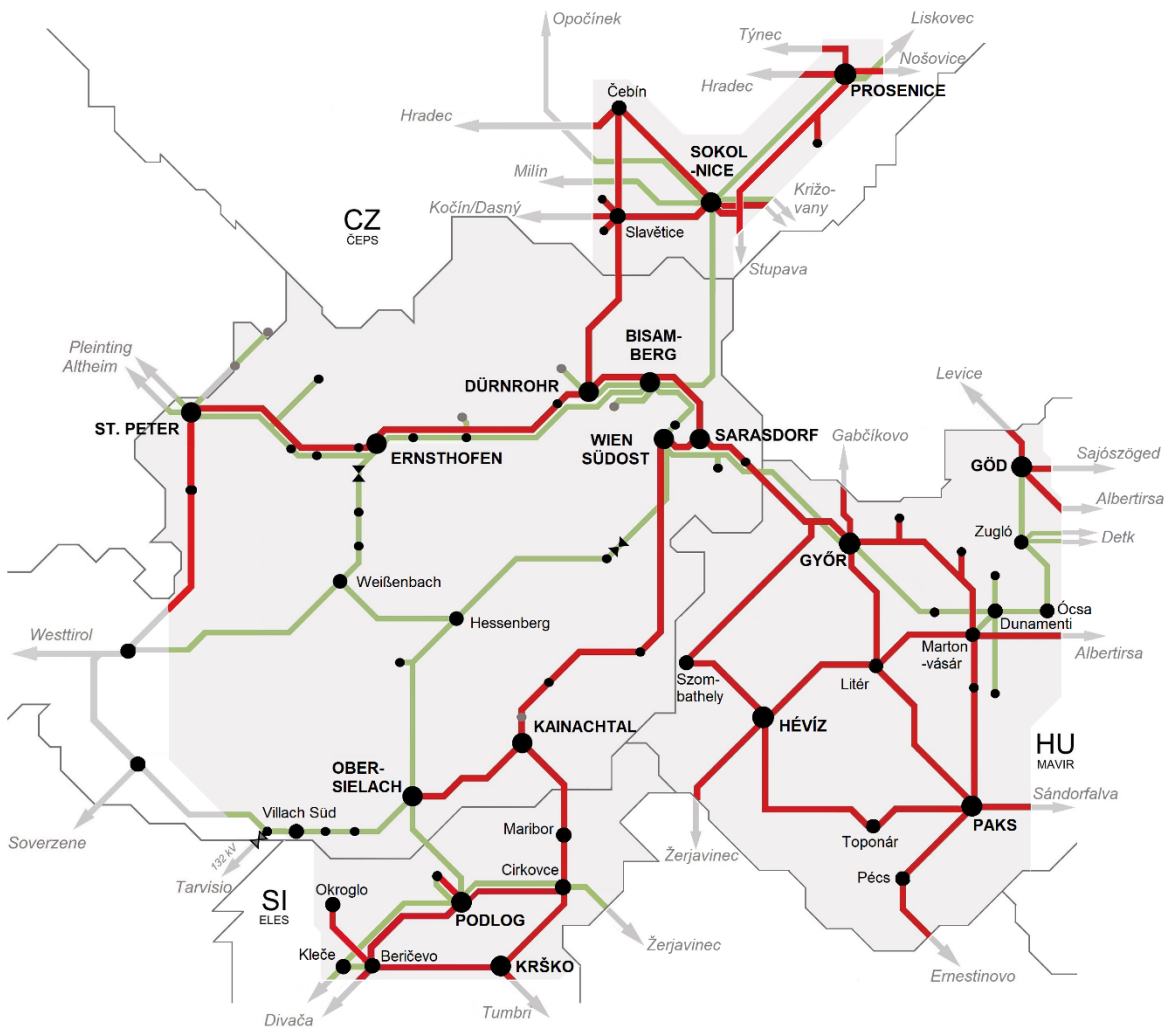 Opočínek
Liskovec
Týnec
Nošovice
Hradec
PROSENICE
Čebín
Hradec
SOKOL
-NICE
Milín
Križo-
vany
CZ
ČEPS
Kočín/Dasný
Slavětice
Stupava
BISAM-
BERG
Pleinting
Altheim
DÜRNROHR
Levice
ST. PETER
ERNSTHOFEN
WIEN
SÜDOST
SARASDORF
Gabčíkovo
GÖD
Sajószöged
Albertirsa
Zugló
Detk
GYŐR
Weißenbach
Hessenberg
Ócsa
Dunamenti
Westtirol
Marton
-vásár
Albertirsa
Szom-
bathely
Litér
KAINACHTAL
HÉVÍZ
HU
MAVIR
OBER-
SIELACH
Sándorfalva
PAKS
Villach Süd
Soverzene
Maribor
Toponár
132 kV
Tarvisio
Žerjavinec
Pécs
Cirkovce
SI
ELES
Okroglo
PODLOG
Žerjavinec
Kleče
Beričevo
KRŠKO
Ernestinovo
Divača
Tumbri